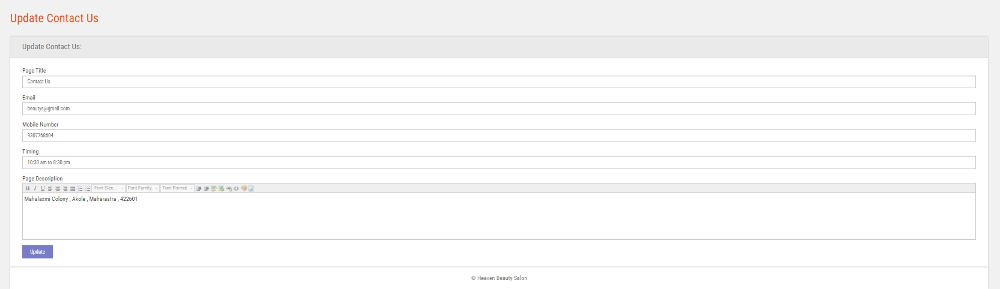 Update Contact Us
Update Contact Us:
Page Title
Contact Us
Email
beautys@gmail.com
Mobile Number
9307768604
Timing
10:30 am to 8:30 pm
Page Description
B I U Font Size... Font Family. Font Format
Mahalaxmi Colony , Akole , Maharastra , 422601
Update
© Heaven Beauty Salon